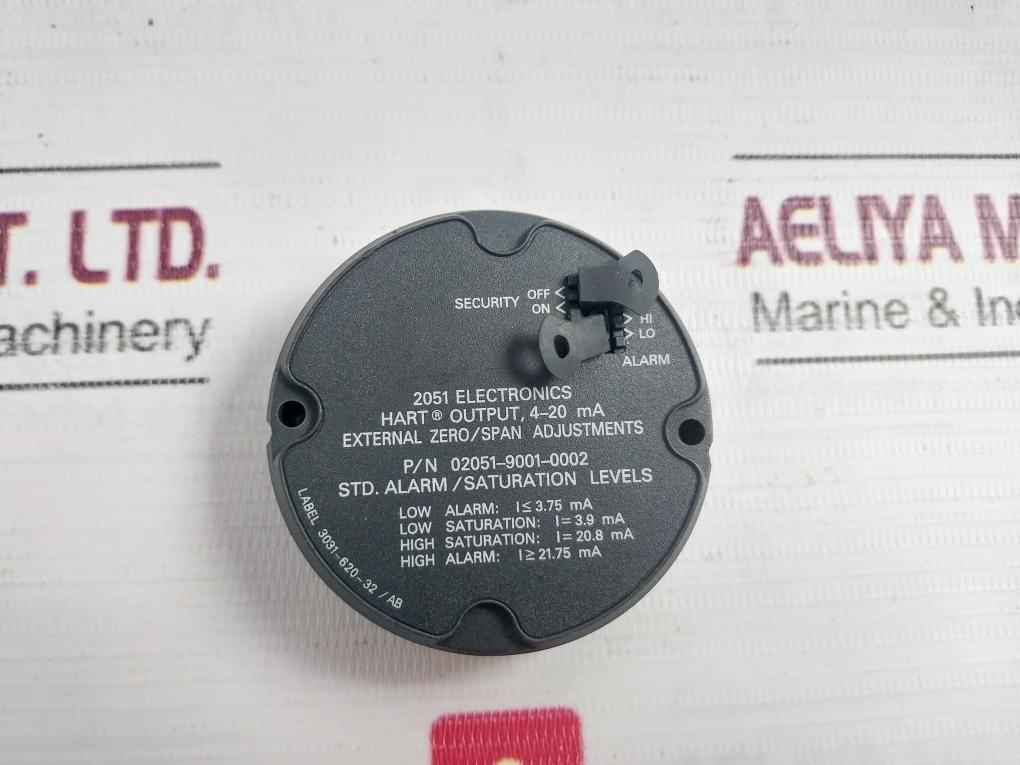 T. LTD.
achinery
AELIYA M
Marine & Ind
SECURITY OFF <
ON <
> HI
> LO
ALARM
2051 ELECTRONICS
HART® OUTPUT, 4–20 mA
EXTERNAL ZERO/SPAN ADJUSTMENTS
P/N 02051–9001–0002
STD. ALARM/SATURATION LEVELS
LOW ALARM: I ≤ 3.75 mA
LOW SATURATION: I = 3.9 mA
HIGH SATURATION: I = 20.8 mA
HIGH ALARM: I ≥ 21.75 mA
LABEL 3031–620–32 / AB